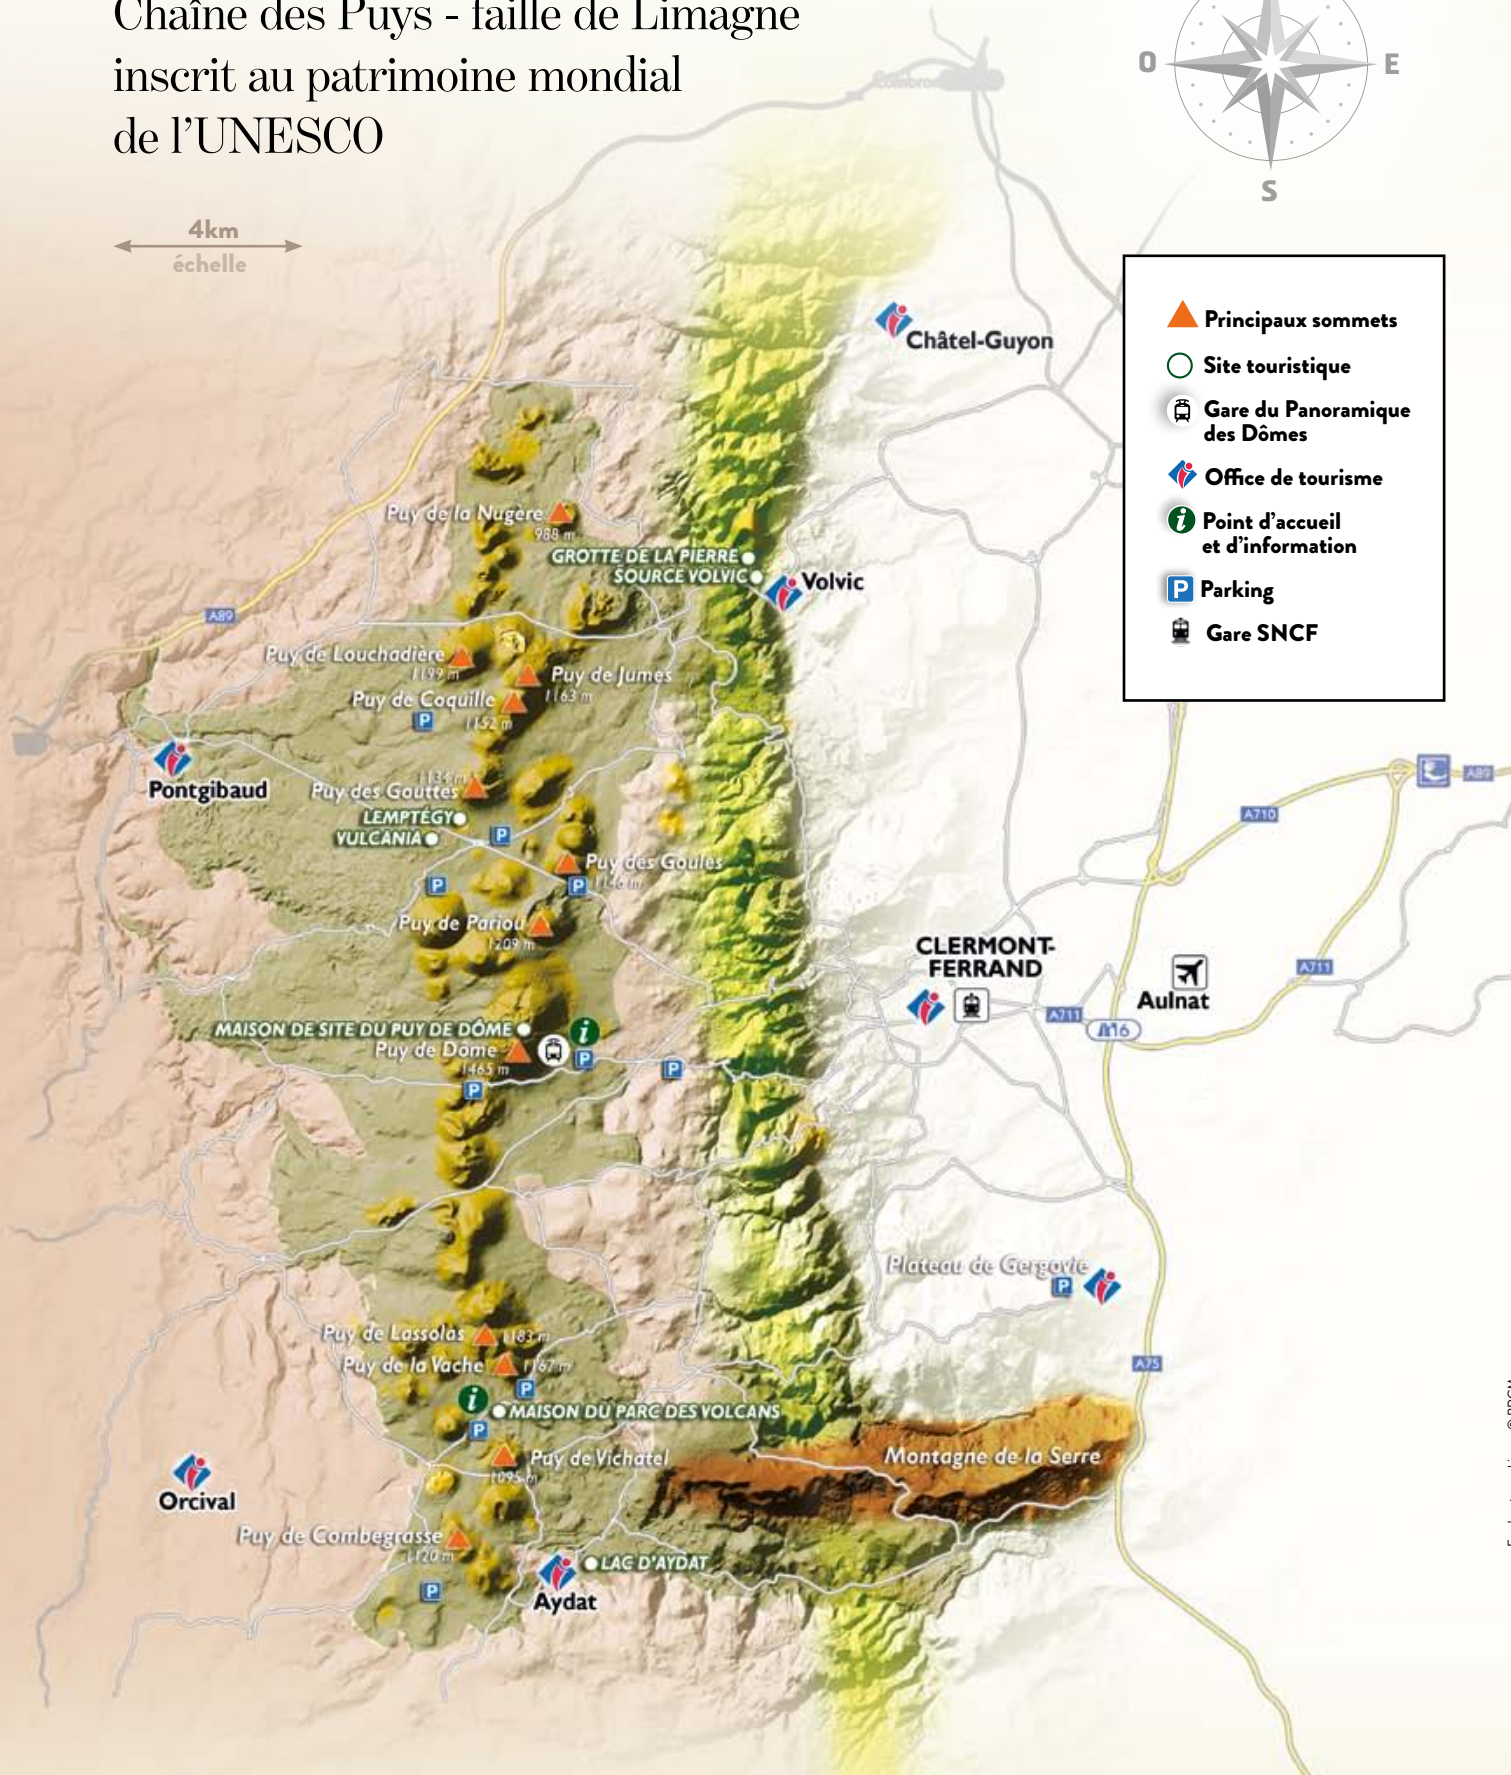 Chaîne des Puys - faille de Limagne
inscrit au patrimoine mondial
de l'UNESCO
O
E
S
4km
échelle
Principaux sommets
Site touristique
Gare du Panoramique
des Dômes
Office de tourisme
Point d'accueil
et d'information
P Parking
Gare SNCF
Châtel-Guyon
Puy de la Nugère
988 m
GROTTE DE LA PIERRE
SOURCE VOLVIC
Volvic
A89
Puy de Louchadière
1199 m
Puy de Jumes
1163 m
Puy de Coquille
1152 m
P
Pontgibaud
1134 m
Puy des Gouttes
LEMPTÉGY
VULCANIA
P
A89
A710
Puy des Goules
1146 m
P
P
Puy de Pariou
1209 m
CLERMONT-
FERRAND
A711
Aulnat
A711
MAISON DE SITE DU PUY DE DÔME
i
Puy de Dôme
1465 m
P
P
P
Plateau de Gergovie
P
Puy de Lassolas
1183 m
Puy de la Vache
1167 m
A75
P
i
MAISON DU PARC DES VOLCANS
P
Puy de Vichatel
1095 m
Montagne de la Serre
Orcival
Puy de Combegrasse
1120 m
P
LAC D'AYDAT
Aydat